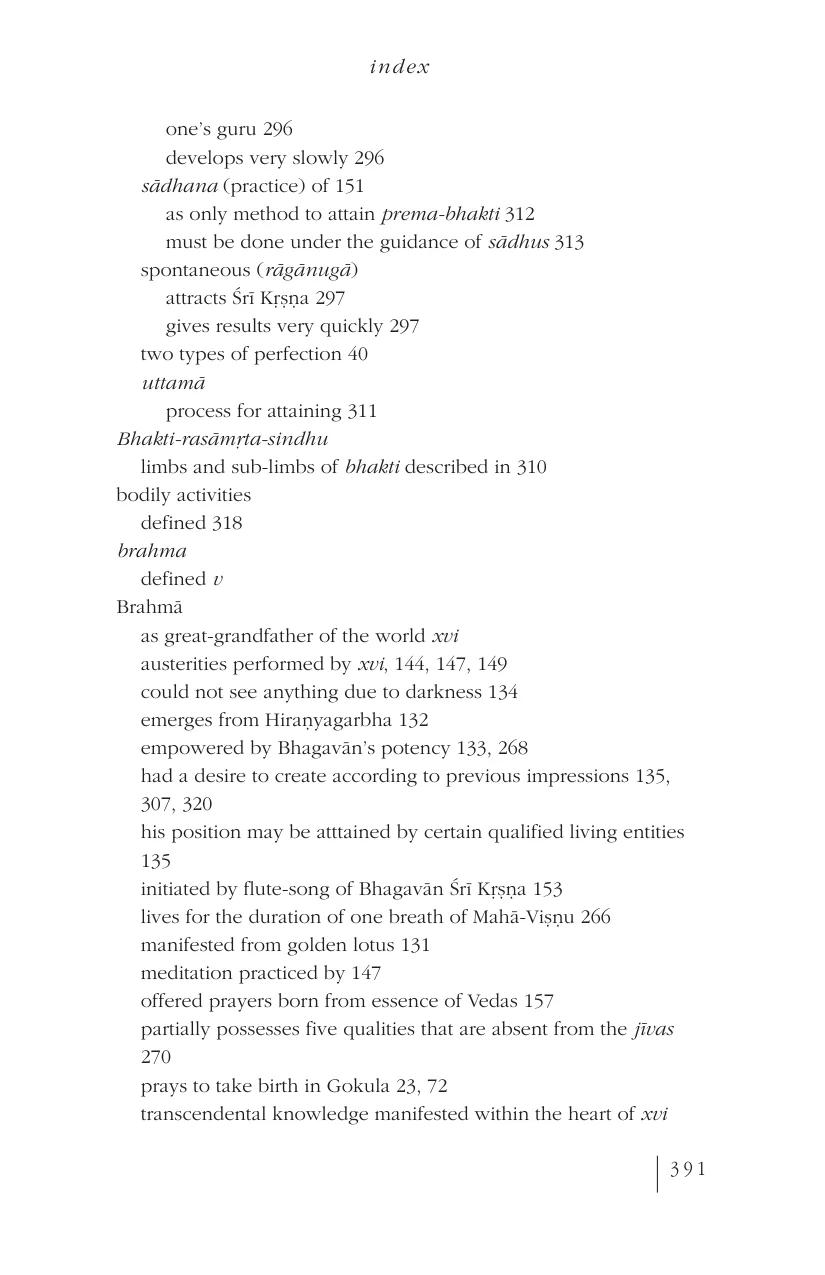 index
one’s guru 296
develops very slowly 296
sādhana (practice) of 151
as only method to attain prema-bhakti 312
must be done under the guidance of sādhus 313
spontaneous (rāgānugā)
attracts Śrī Kṛṣṇa 297
gives results very quickly 297
two types of perfection 40
uttamā
process for attaining 311
Bhakti-rasāmṛta-sindhu
limbs and sub-limbs of bhakti described in 310
bodily activities
defined 318
brahma
defined v
Brahmā
as great-grandfather of the world xvi
austerities performed by xvi, 144, 147, 149
could not see anything due to darkness 134
emerges from Hiraṇyagarbha 132
empowered by Bhagavān’s potency 133, 268
had a desire to create according to previous impressions 135,
307, 320
his position may be atttained by certain qualified living entities
135
initiated by flute-song of Bhagavān Śrī Kṛṣṇa 153
lives for the duration of one breath of Mahā-Viṣṇu 266
manifested from golden lotus 131
meditation practiced by 147
offered prayers born from essence of Vedas 157
partially possesses five qualities that are absent from the jīvas
270
prays to take birth in Gokula 23, 72
transcendental knowledge manifested within the heart of xvi
391